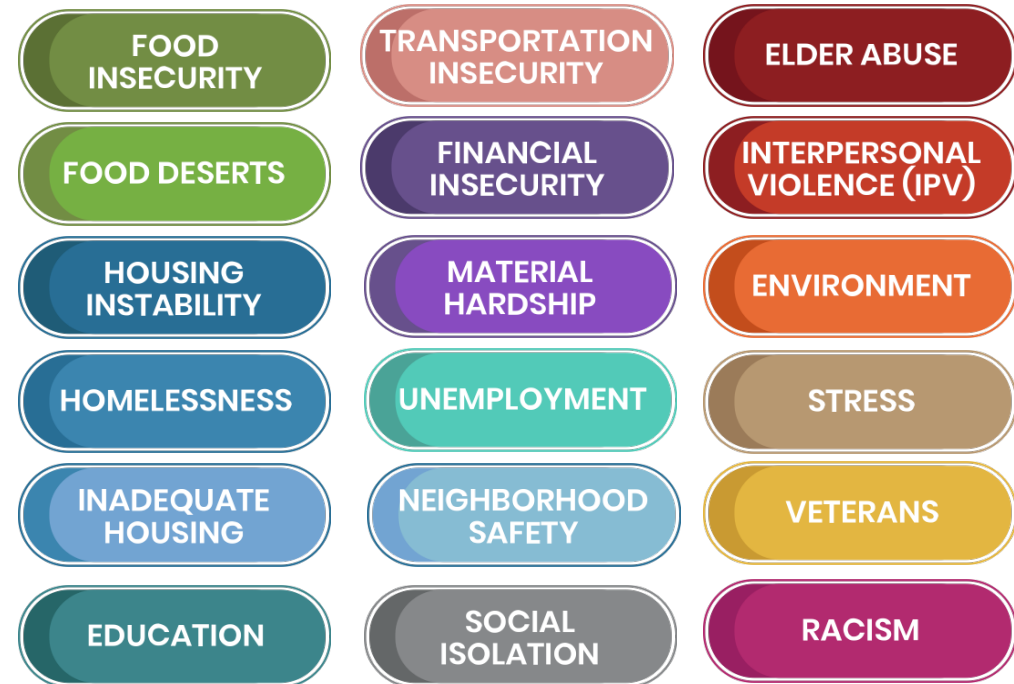 FOOD
INSECURITY
TRANSPORTATION
INSECURITY
ELDER ABUSE
FOOD DESERTS
FINANCIAL
INSECURITY
INTERPERSONAL
VIOLENCE (IPV)
HOUSING
INSTABILITY
MATERIAL
HARDSHIP
ENVIRONMENT
HOMELESSNESS
UNEMPLOYMENT
STRESS
INADEQUATE
HOUSING
NEIGHBORHOOD
SAFETY
VETERANS
EDUCATION
SOCIAL
ISOLATION
RACISM